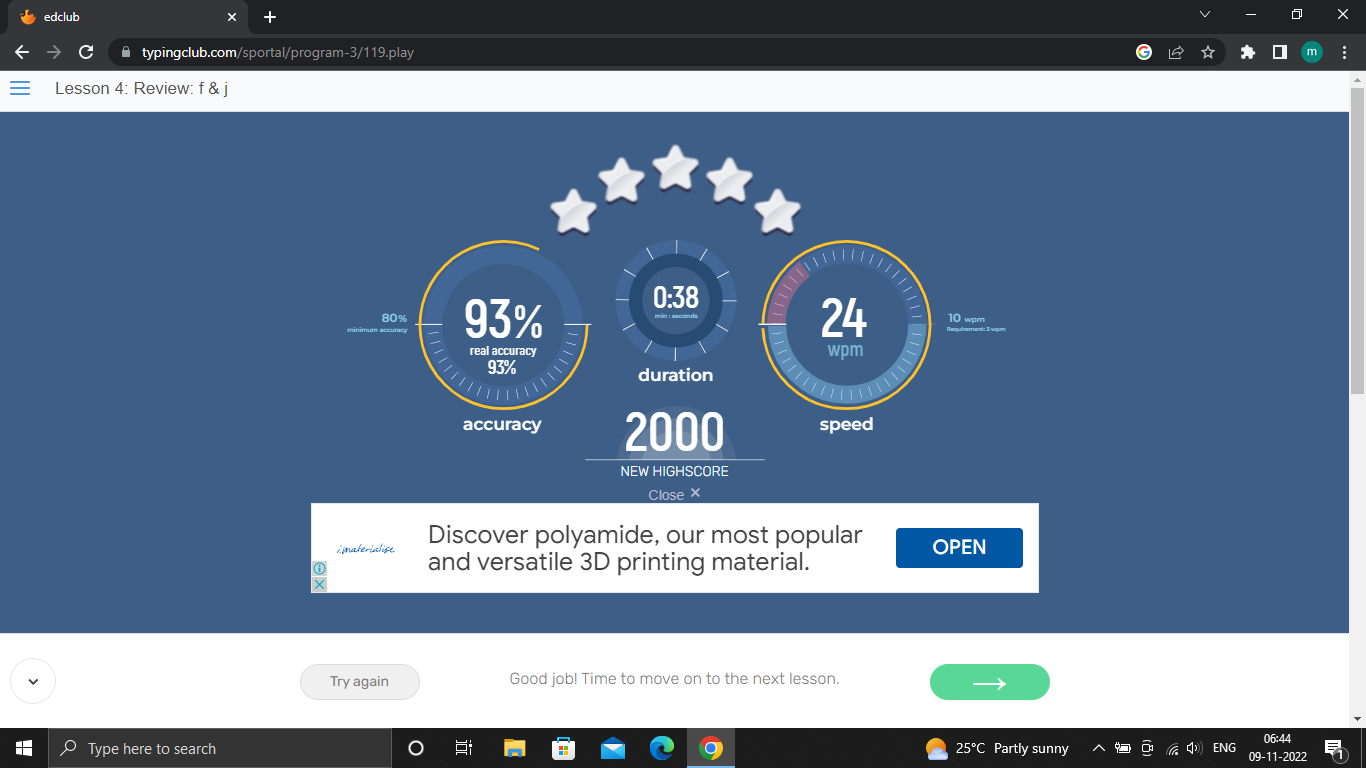 edclub
typingclub.com/sportal/program-3/119.play
m
Lesson 4: Review: f & j
80%
minimum accuracy
93%
real accuracy
93%
accuracy
0:38
min : seconds
duration
24
wpm
speed
10 wpm
Requirement: 3 wpm
2000
NEW HIGHSCORE
Close ×
i.materialise
Discover polyamide, our most popular
and versatile 3D printing material.
OPEN
Try again
Good job! Time to move on to the next lesson.
Type here to search
25°C Partly sunny
ENG
06:44
09-11-2022
1